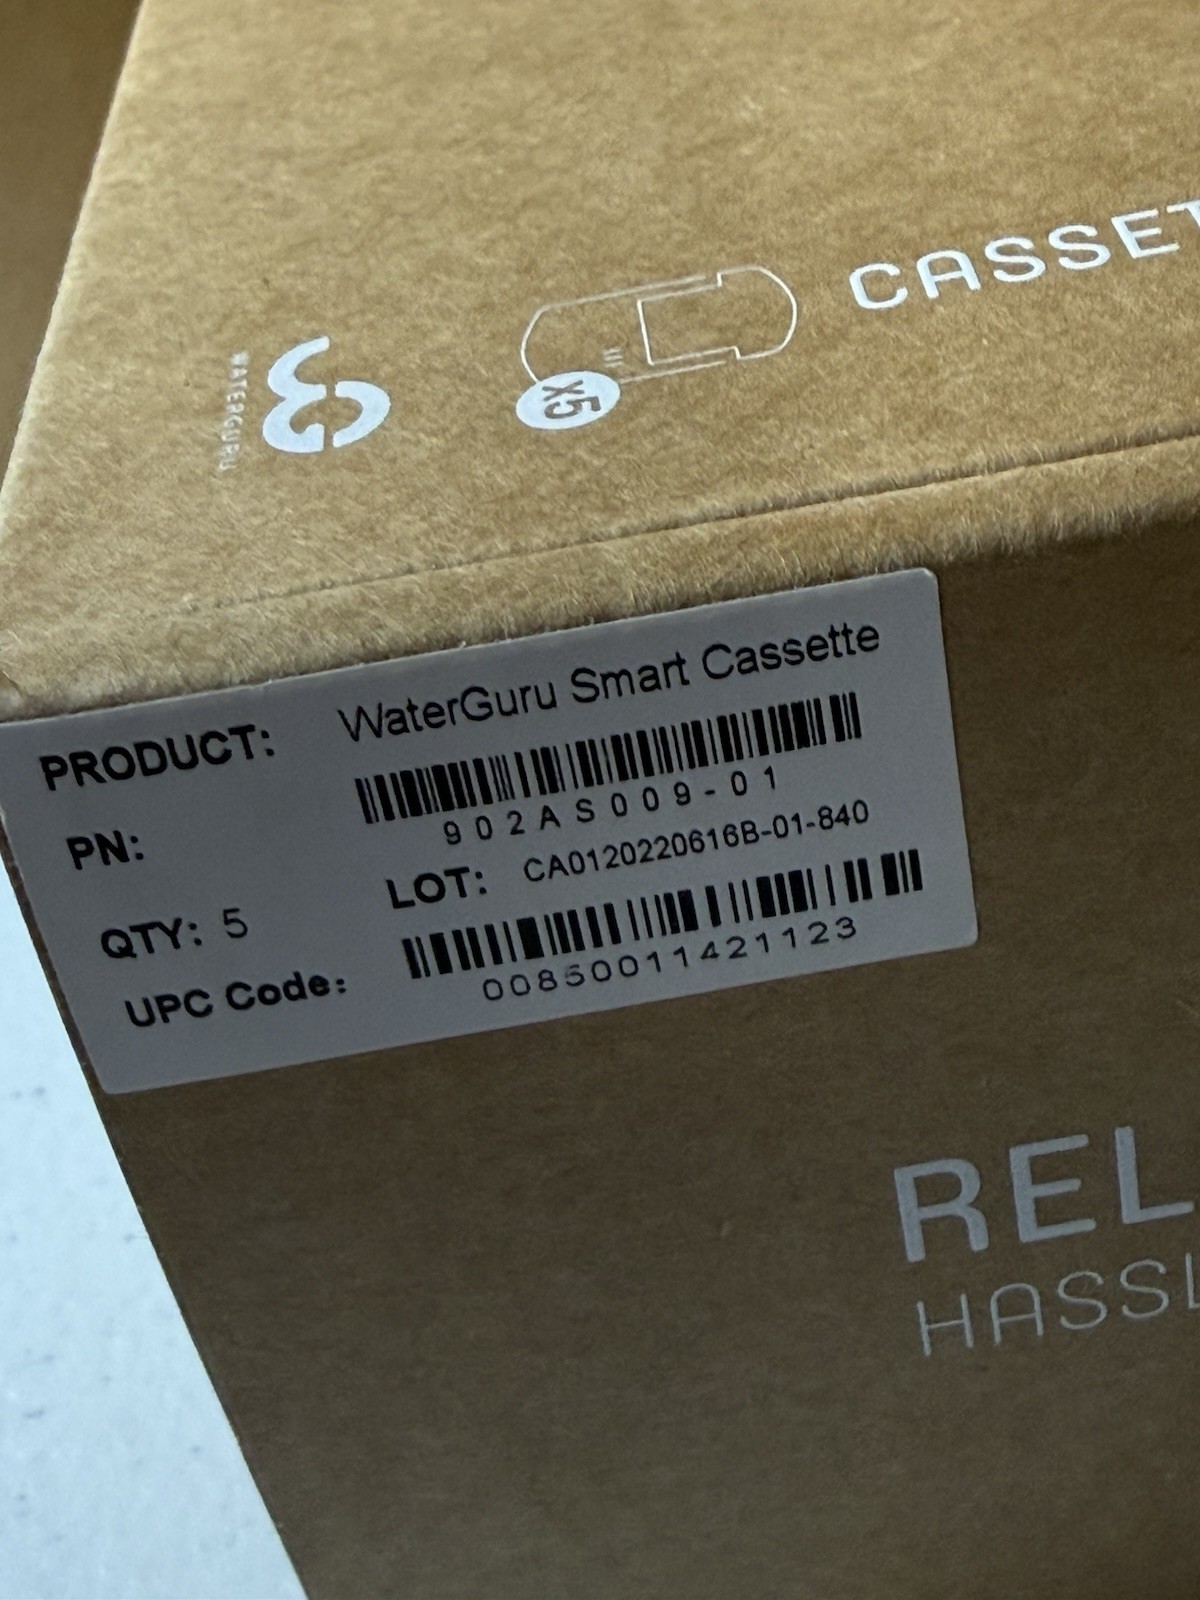 WATERGURU
X5
CASSET
PRODUCT: WaterGuru Smart Cassette
PN: 902AS009-01
LOT: CA0120220616B-01-840
QTY: 5
UPC Code: 00850011421123
REL
HASSL